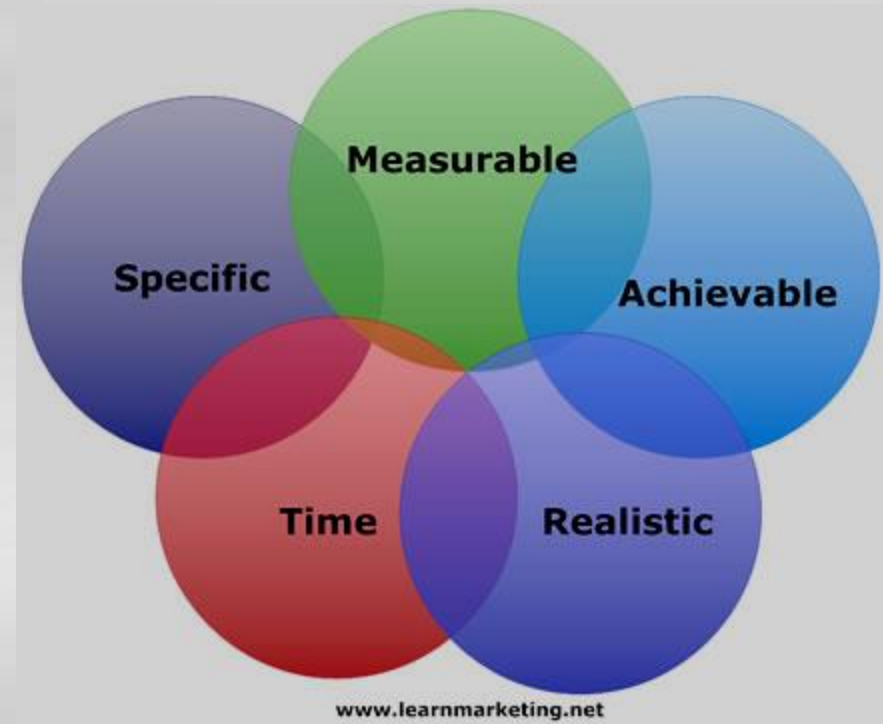 Measurable
Specific
Achievable
Time
Realistic
www.learnmarketing.net